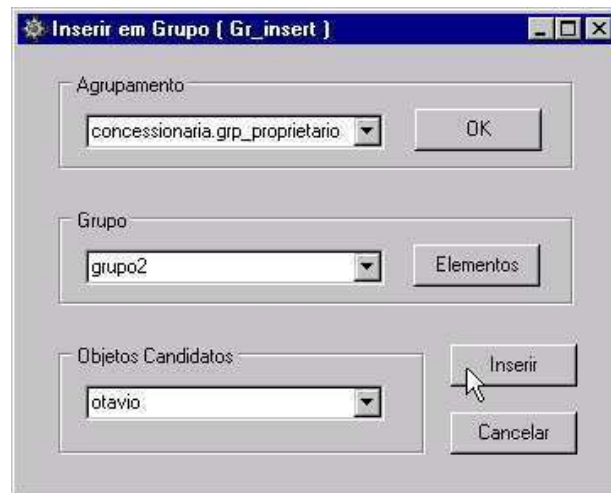 Inserir em Grupo ( Gr_insert )
Agrupamento
concessionaria.grp_proprietario
OK
Grupo
grupo2
Elementos
Objetos Candidatos
otavio
Inserir
Cancelar